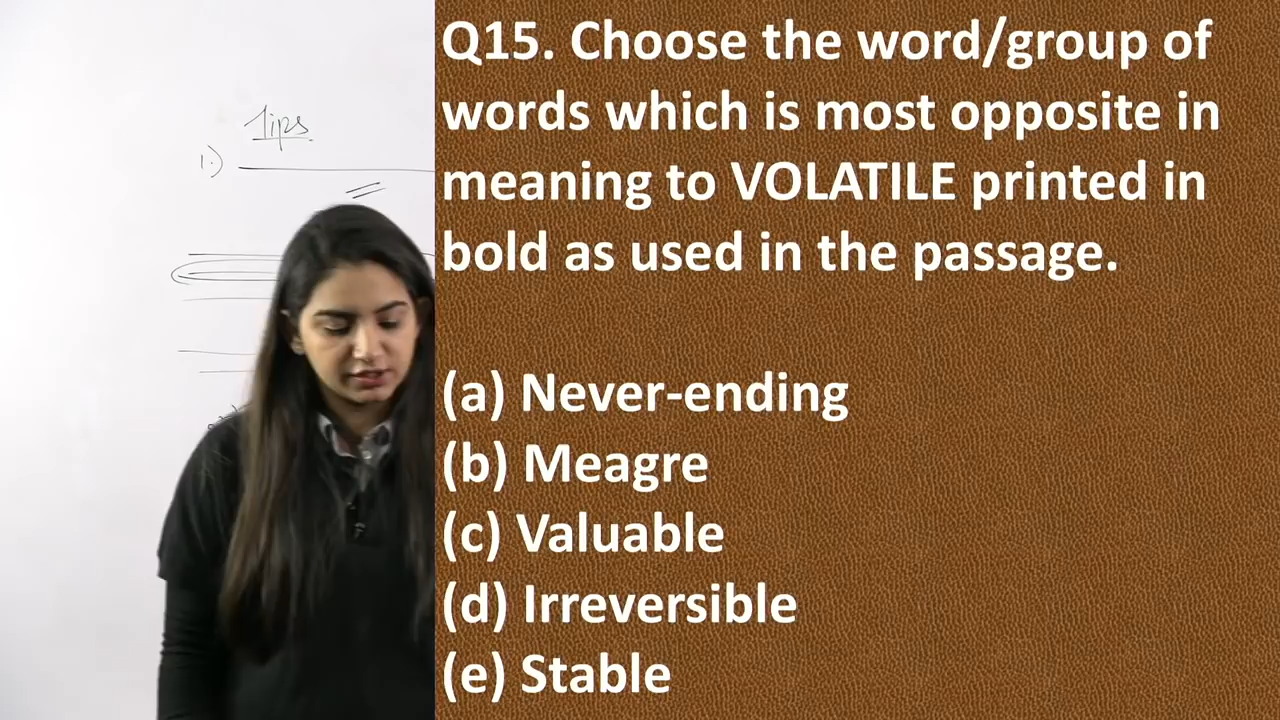 Tips
1.)
Q15. Choose the word/group of
words which is most opposite in
meaning to VOLATILE printed in
bold as used in the passage.
(a) Never-ending
(b) Meagre
(c) Valuable
(d) Irreversible
(e) Stable